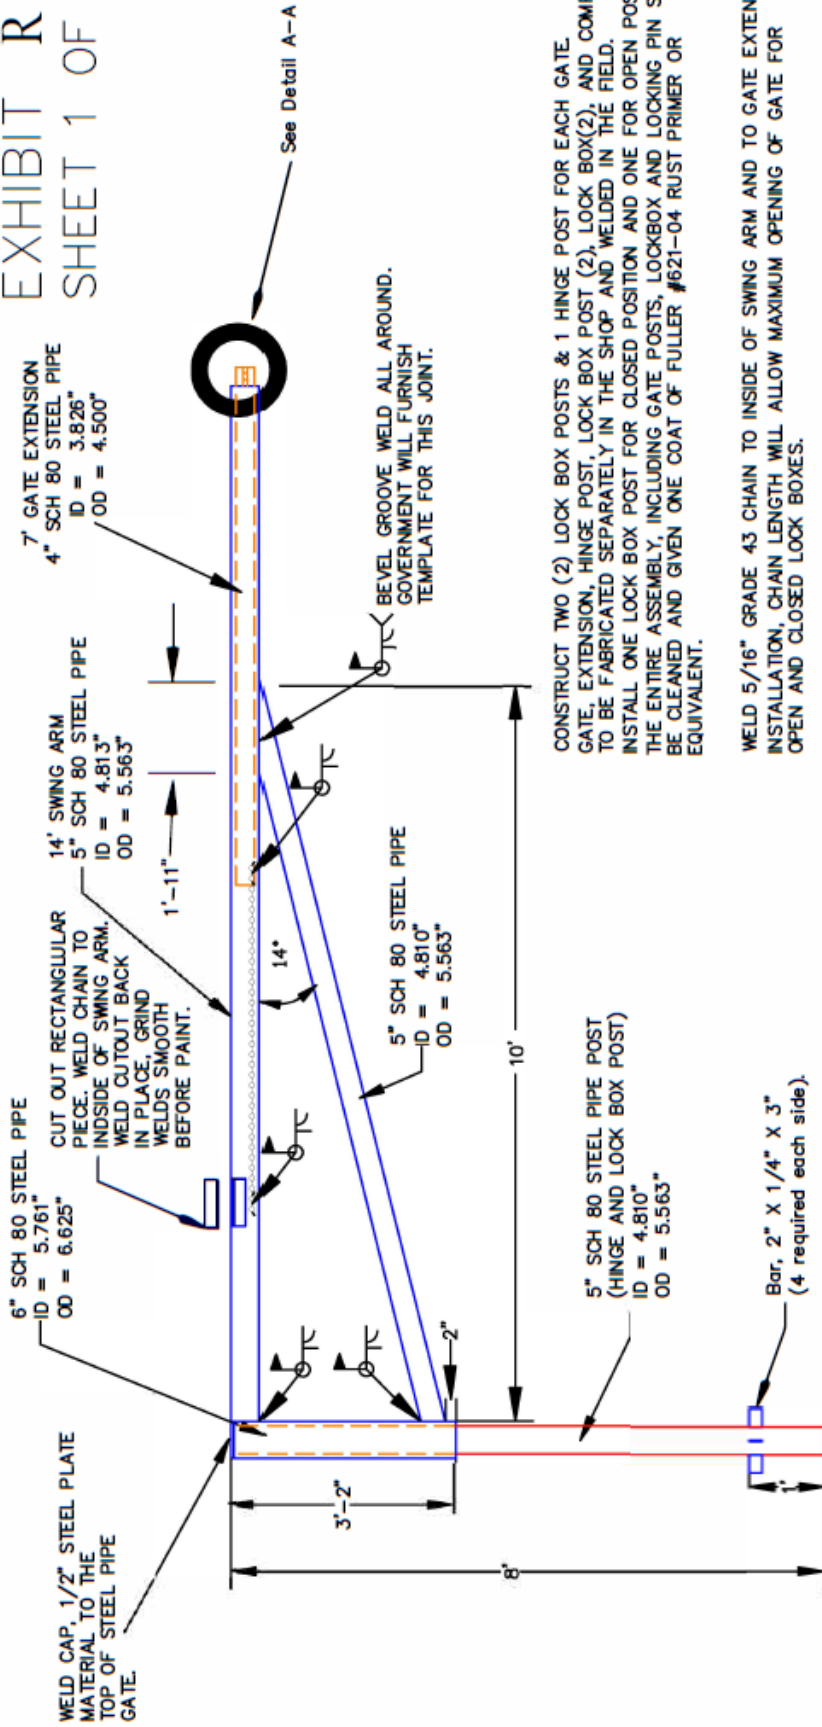 EXHIBIT R
SHEET 1 OF
See Detail A-A
7' GATE EXTENSION
4" SCH 80 STEEL PIPE
ID = 3.826"
OD = 4.500"
14' SWING ARM
5" SCH 80 STEEL PIPE
ID = 4.813"
OD = 5.563"
1'-11"
CUT OUT RECTANGLULAR
PIECE. WELD CHAIN TO
INDSIDE OF SWING ARM.
WELD CUTOUT BACK
IN PLACE, GRIND
WELDS SMOOTH
BEFORE PAINT.
6" SCH 80 STEEL PIPE
ID = 5.761"
OD = 6.625"
WELD CAP, 1/2" STEEL PLATE
MATERIAL TO THE
TOP OF STEEL PIPE
GATE.
BEVEL GROOVE WELD ALL AROUND.
GOVERNMENT WILL FURNISH
TEMPLATE FOR THIS JOINT.
14°
5" SCH 80 STEEL PIPE
ID = 4.810"
OD = 5.563"
2"
3'-2"
10'
8'
5" SCH 80 STEEL PIPE POST
(HINGE AND LOCK BOX POST)
ID = 4.810"
OD = 5.563"
Bar, 2" X 1/4" X 3"
(4 required each side).
1'
CONSTRUCT TWO (2) LOCK BOX POSTS & 1 HINGE POST FOR EACH GATE.
GATE, EXTENSION, HINGE POST, LOCK BOX POST (2), LOCK BOX(2), AND
TO BE FABRICATED SEPARATELY IN THE SHOP AND WELDED IN THE FIELD.
INSTALL ONE LOCK BOX POST FOR CLOSED POSITION AND ONE FOR OPEN
THE ENTIRE ASSEMBLY, INCLUDING GATE POSTS, LOCKBOX AND LOCKING PIN
BE CLEANED AND GIVEN ONE COAT OF FULLER #621-04 RUST PRIMER OR
EQUIVALENT.
WELD 5/16" GRADE 43 CHAIN TO INSIDE OF SWING ARM AND TO GATE
INSTALLATION, CHAIN LENGTH WILL ALLOW MAXIMUM OPENING OF GATE FOR
OPEN AND CLOSED LOCK BOXES.